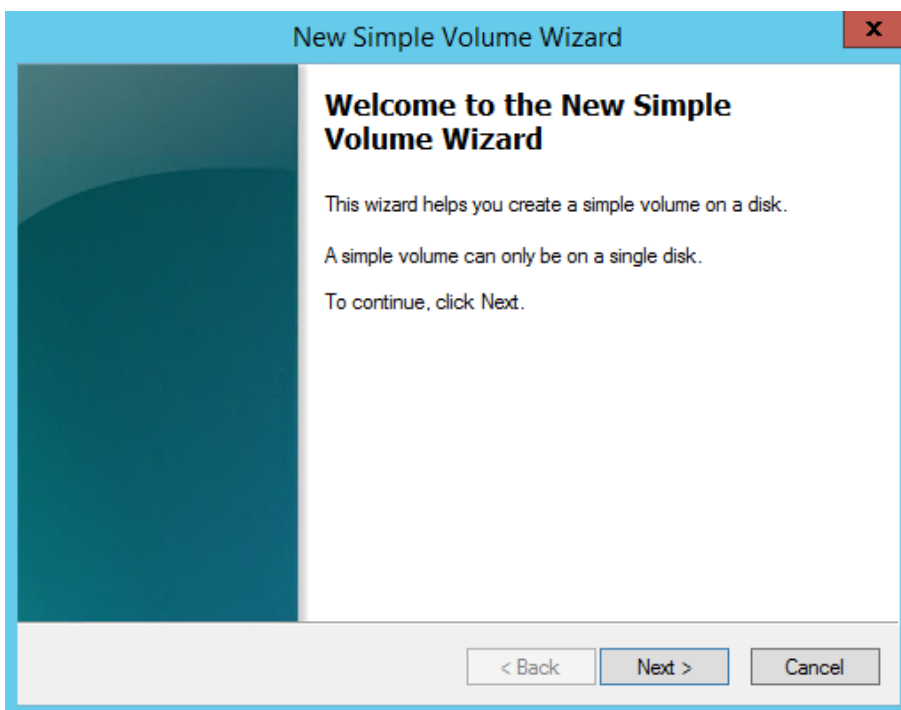 New Simple Volume Wizard
x
Welcome to the New Simple
Volume Wizard
This wizard helps you create a simple volume on a disk.
A simple volume can only be on a single disk.
To continue, click Next.
< Back
Next >
Cancel